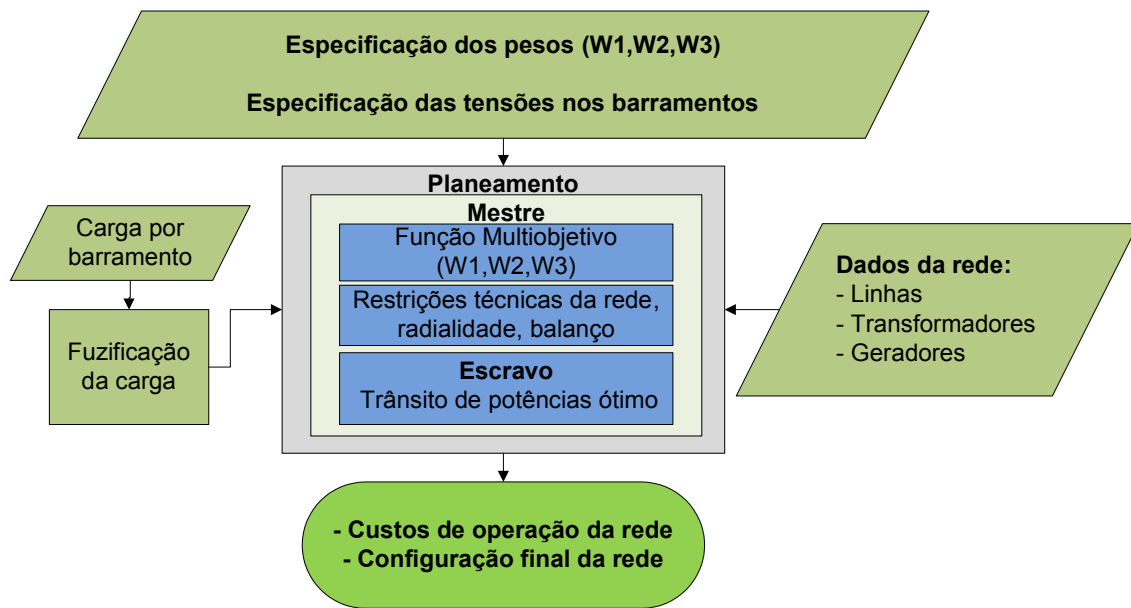 Especificação dos pesos (W1,W2,W3)
Especificação das tensões nos barramentos
Planeamento
Mestre
Função Multiobjetivo
(W1,W2,W3)
Restrições técnicas da rede,
radialidade, balanço
Escravo
Trânsito de potências ótimo
Carga por
barramento
Fuzificação
da carga
Dados da rede:
- Linhas
- Transformadores
- Geradores
- Custos de operação da rede
- Configuração final da rede